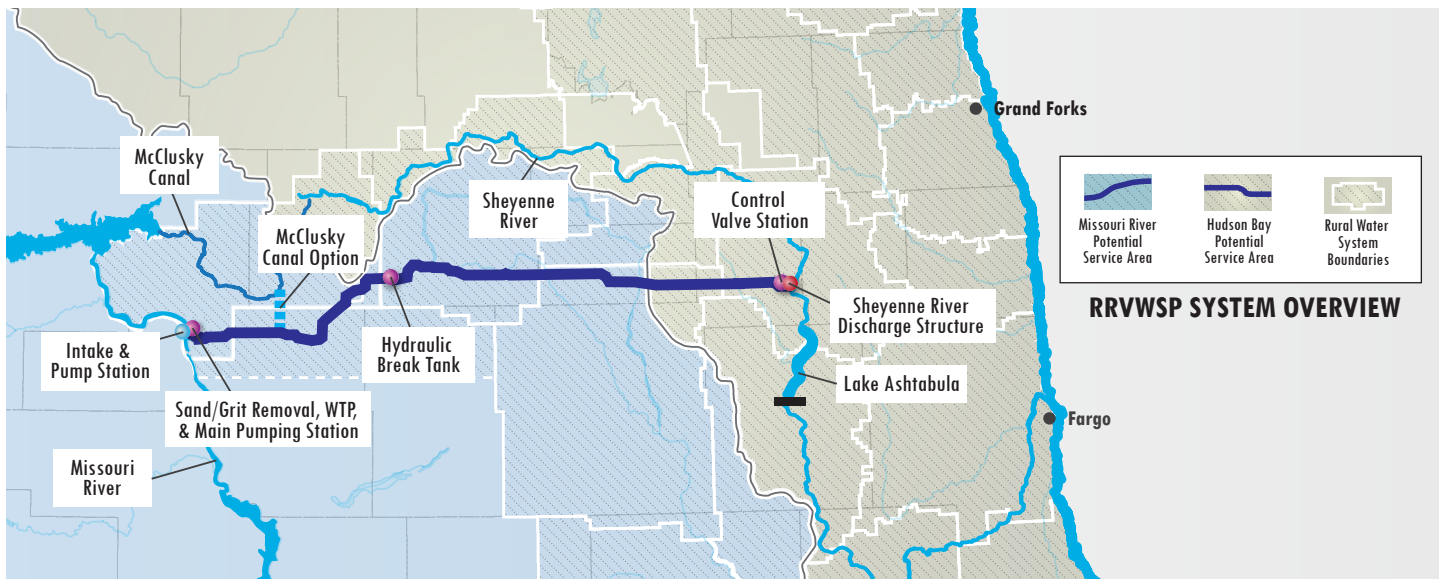 McClusky
Canal
McClusky
Canal Option
Sheyenne
River
Control
Valve Station
Grand Forks
Missouri River
Potential
Service Area
Hudson Bay
Potential
Service Area
Rural Water
System
Boundaries
RRVWSP SYSTEM OVERVIEW
Intake &
Pump Station
Hydraulic
Break Tank
Sheyenne River
Discharge Structure
Lake Ashtabula
Sand/Grit Removal, WTP,
& Main Pumping Station
Fargo
Missouri
River